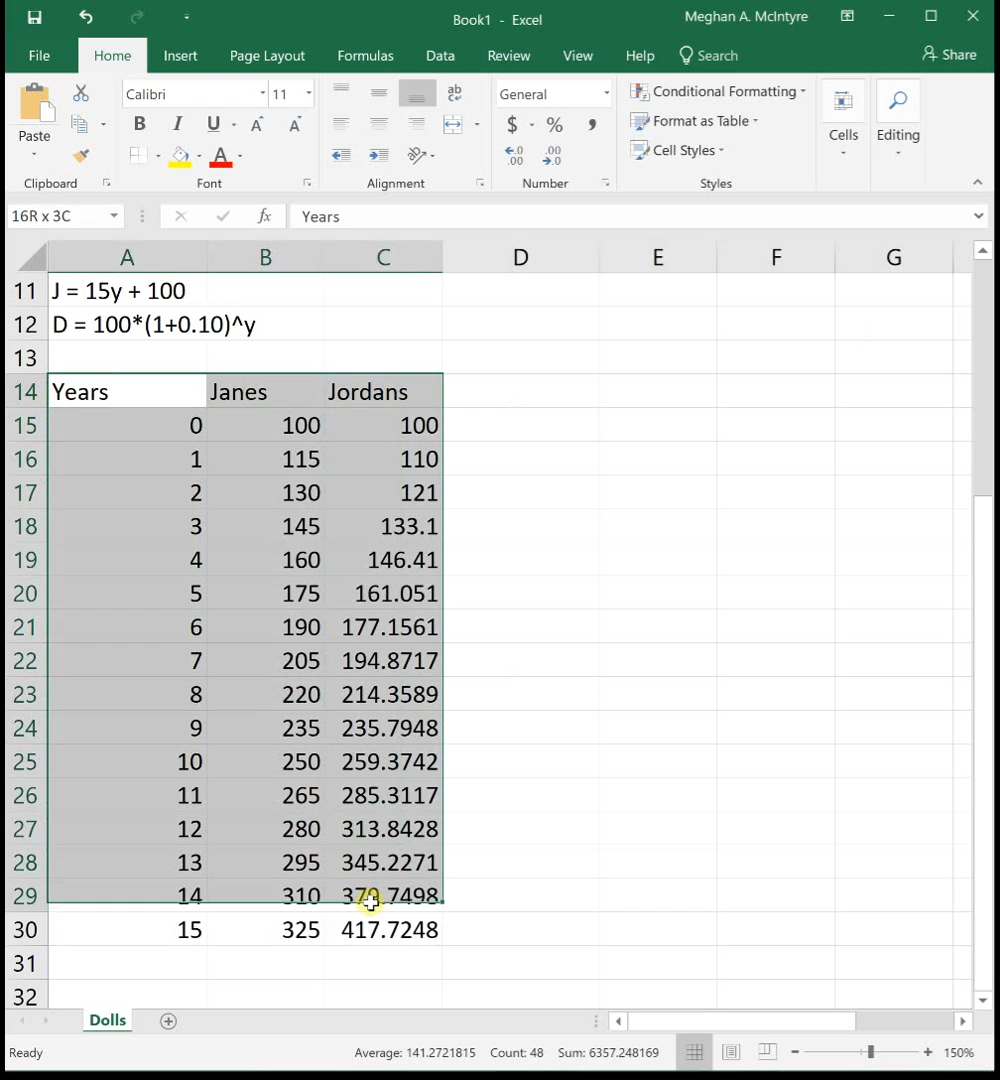 Book1 - Excel
Meghan A. McIntyre
File Home Insert Page Layout Formulas Data Review View Help Search Share
Paste
Calibri 11
B I U A A
A
ab
c
General
$ % ,
.00
.00
Conditional Formatting
Format as Table
Cell Styles
Cells
Editing
Clipboard Font Alignment Number Styles
16R x 3C fx Years
A B C D E F G
11 J = 15y + 100
12 D = 100*(1+0.10)^y
13
14 Years Janes Jordans
15 0 100 100
16 1 115 110
17 2 130 121
18 3 145 133.1
19 4 160 146.41
20 5 175 161.051
21 6 190 177.1561
22 7 205 194.8717
23 8 220 214.3589
24 9 235 235.7948
25 10 250 259.3742
26 11 265 285.3117
27 12 280 313.8428
28 13 295 345.2271
29 14 310 379.7498
30 15 325 417.7248
31
32
Dolls
Ready Average: 141.2721815 Count: 48 Sum: 6357.248169 150%